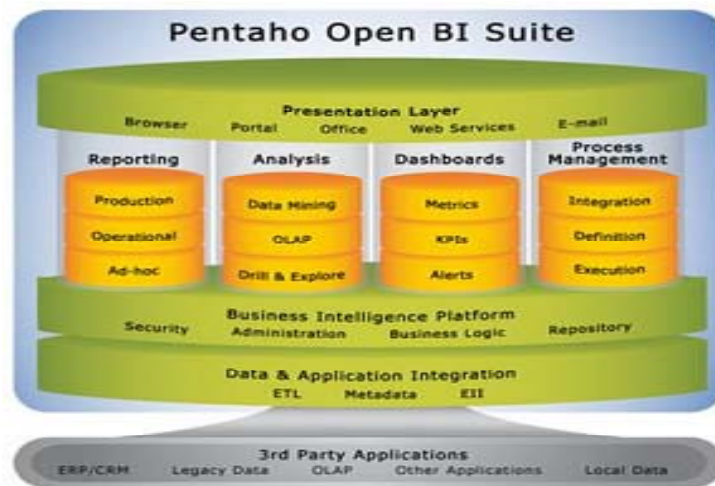 Pentaho Open BI Suite
Presentation Layer
Browser Portal Office Web Services E-mail
Reporting Analysis Dashboards Process Management
Production Data Mining Metrics Integration
Operational OLAP KPIs Definition
Ad-hoc Drill & Explore Alerts Execution
Business Intelligence Platform
Security Administration Business Logic Repository
Data & Application Integration
ETL Metadata EII
3rd Party Applications
ERP/CRM Legacy Data OLAP Other Applications Local Data